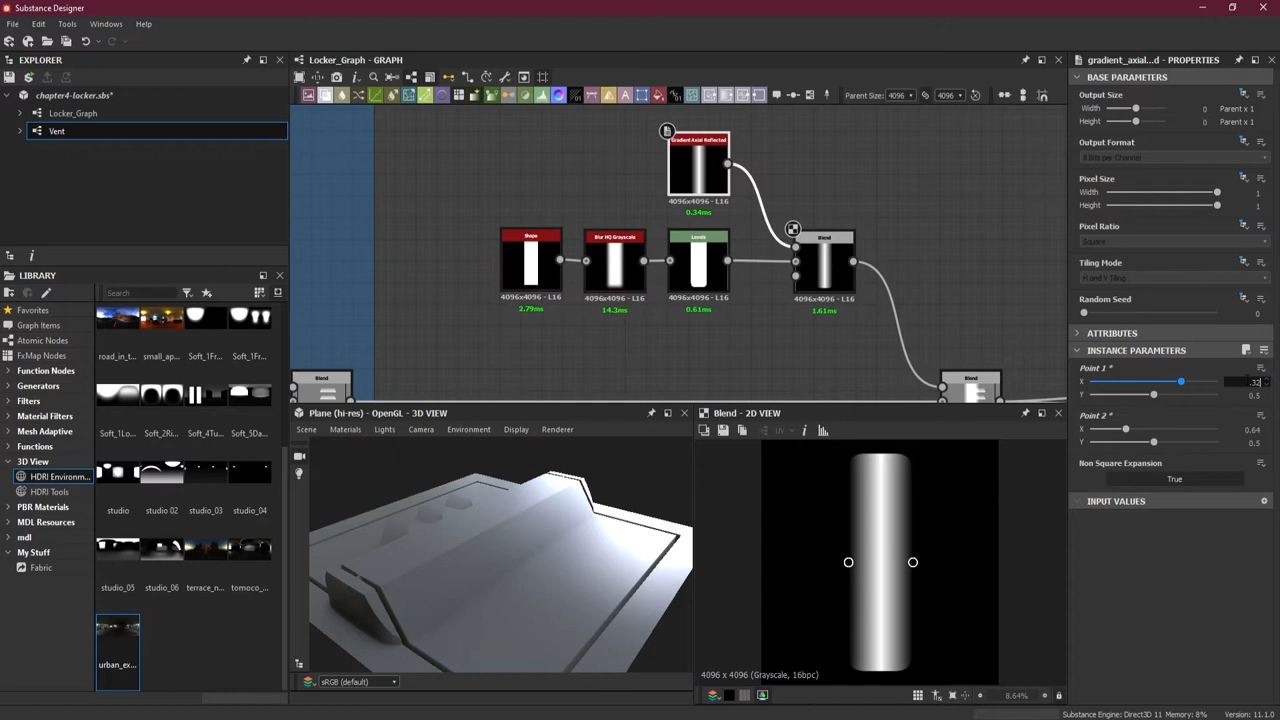 Substance Designer
File Edit Tools Windows Help
EXPLORER
chapter4-locker.sbs*
Locker_Graph
Vent
LIBRARY
Search
Favorites
Graph Items
Atomic Nodes
FxMap Nodes
Function Nodes
Generators
Filters
Material Filters
Mesh Adaptive
Functions
3D View
HDRI Environm...
HDRI Tools
PBR Materials
MDL Resources
mdl
My Stuff
Fabric
road_in_t... small_ap... Soft_1Fr... Soft_1Fr...
Soft_1Lo... Soft_2Ri... Soft_4Tu... Soft_5Da...
studio studio 02 studio_03 studio_04
studio_05 studio_06 terrace_n... tomoco_...
urban_ex...
Locker_Graph - GRAPH
Parent Size: 4096 4096
Gradient Axial Reflected
4096x4096 - L16
0.34ms
Shape Blur HQ Grayscale Levels Blend
4096x4096 - L16 4096x4096 - L16 4096x4096 - L16 4096x4096 - L16
2.79ms 14.3ms 0.61ms 1.61ms
Blend Blend
Plane (hi-res) - OpenGL - 3D VIEW
Scene Materials Lights Camera Environment Display Renderer
sRGB (default)
Blend - 2D VIEW
UV
4096 x 4096 (Grayscale, 16bpc)
8.64%
gradient_axial...d - PROPERTIES
BASE PARAMETERS
Output Size
Width 0 Parent x 1
Height 0 Parent x 1
Output Format
8 Bits per Channel
Pixel Size
Width 1
Height 1
Pixel Ratio
Square
Tiling Mode
H and V Tiling
Random Seed
0
ATTRIBUTES
INSTANCE PARAMETERS
Point 1 *
X .32
Y 0.5
Point 2 *
X 0.64
Y 0.5
Non Square Expansion
True
INPUT VALUES
Substance Engine: Direct3D 11 Memory: 8% Version: 11.1.0